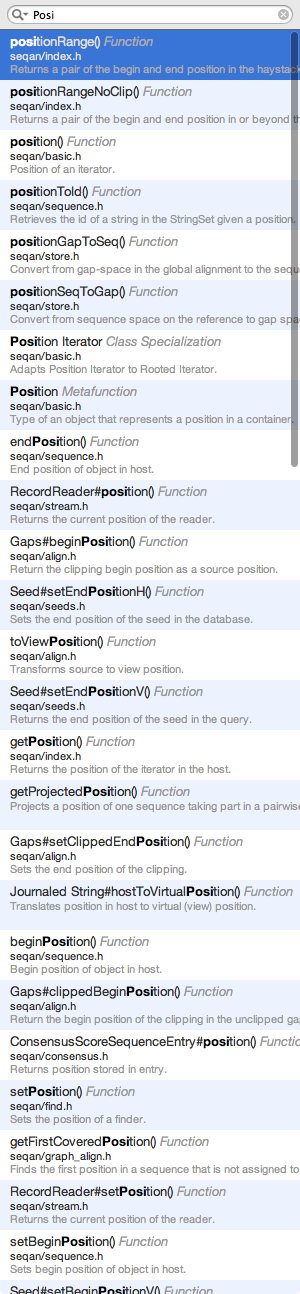 Posi
positionRange() Function
seqan/index.h
Returns a pair of the begin and end position in the haystack
positionRangeNoClip() Function
seqan/index.h
Returns a pair of the begin and end position in or beyond th
position() Function
seqan/basic.h
Position of an iterator.
positionToId() Function
seqan/sequence.h
Retrieves the id of a string in the StringSet given a position.
positionGapToSeq() Function
seqan/store.h
Convert from gap-space in the global alignment to the sequ
positionSeqToGap() Function
seqan/store.h
Convert from sequence space on the reference to gap spa
Position Iterator Class Specialization
seqan/basic.h
Adapts Position Iterator to Rooted Iterator.
Position Metafunction
seqan/basic.h
Type of an object that represents a position in a container.
endPosition() Function
seqan/sequence.h
End position of object in host.
RecordReader#position() Function
seqan/stream.h
Returns the current position of the reader.
Gaps#beginPosition() Function
seqan/align.h
Return the clipping begin position as a source position.
Seed#setEndPositionH() Function
seqan/seeds.h
Sets the end position of the seed in the database.
toViewPosition() Function
seqan/align.h
Transforms source to view position.
Seed#setEndPositionV() Function
seqan/seeds.h
Returns the end position of the seed in the query.
getPosition() Function
seqan/index.h
Returns the position of the iterator in the host.
getProjectedPosition() Function
Projects a position of one sequence taking part in a pairwise
Gaps#setClippedEndPosition() Function
seqan/align.h
Sets the end position of the clipping.
Journaled String#hostToVirtualPosition() Function
Translates position in host to virtual (view) position.
beginPosition() Function
seqan/sequence.h
Begin position of object in host.
Gaps#clippedBeginPosition() Function
seqan/align.h
Return the begin position of the clipping in the unclipped ga
ConsensusScoreSequenceEntry#position() Functio
seqan/consensus.h
Returns position stored in entry.
setPosition() Function
seqan/find.h
Sets the position of a finder.
getFirstCoveredPosition() Function
seqan/graph_align.h
Finds the first position in a sequence that is not assigned to
RecordReader#setPosition() Function
seqan/stream.h
Returns the current position of the reader.
setBeginPosition() Function
seqan/sequence.h
Sets begin position of object in host.
Seed#setBeginPositionV() Function